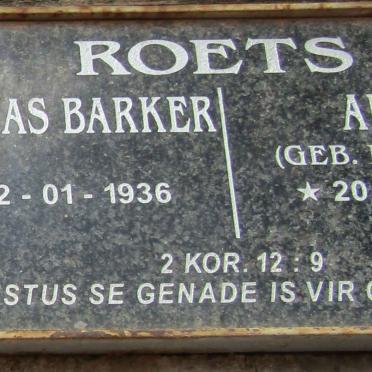 ROETS
AS BARKER
(GEB.
2 - 01 - 1936 ★ 20
2 KOR. 12 : 9
STUS SE GENADE IS VIR